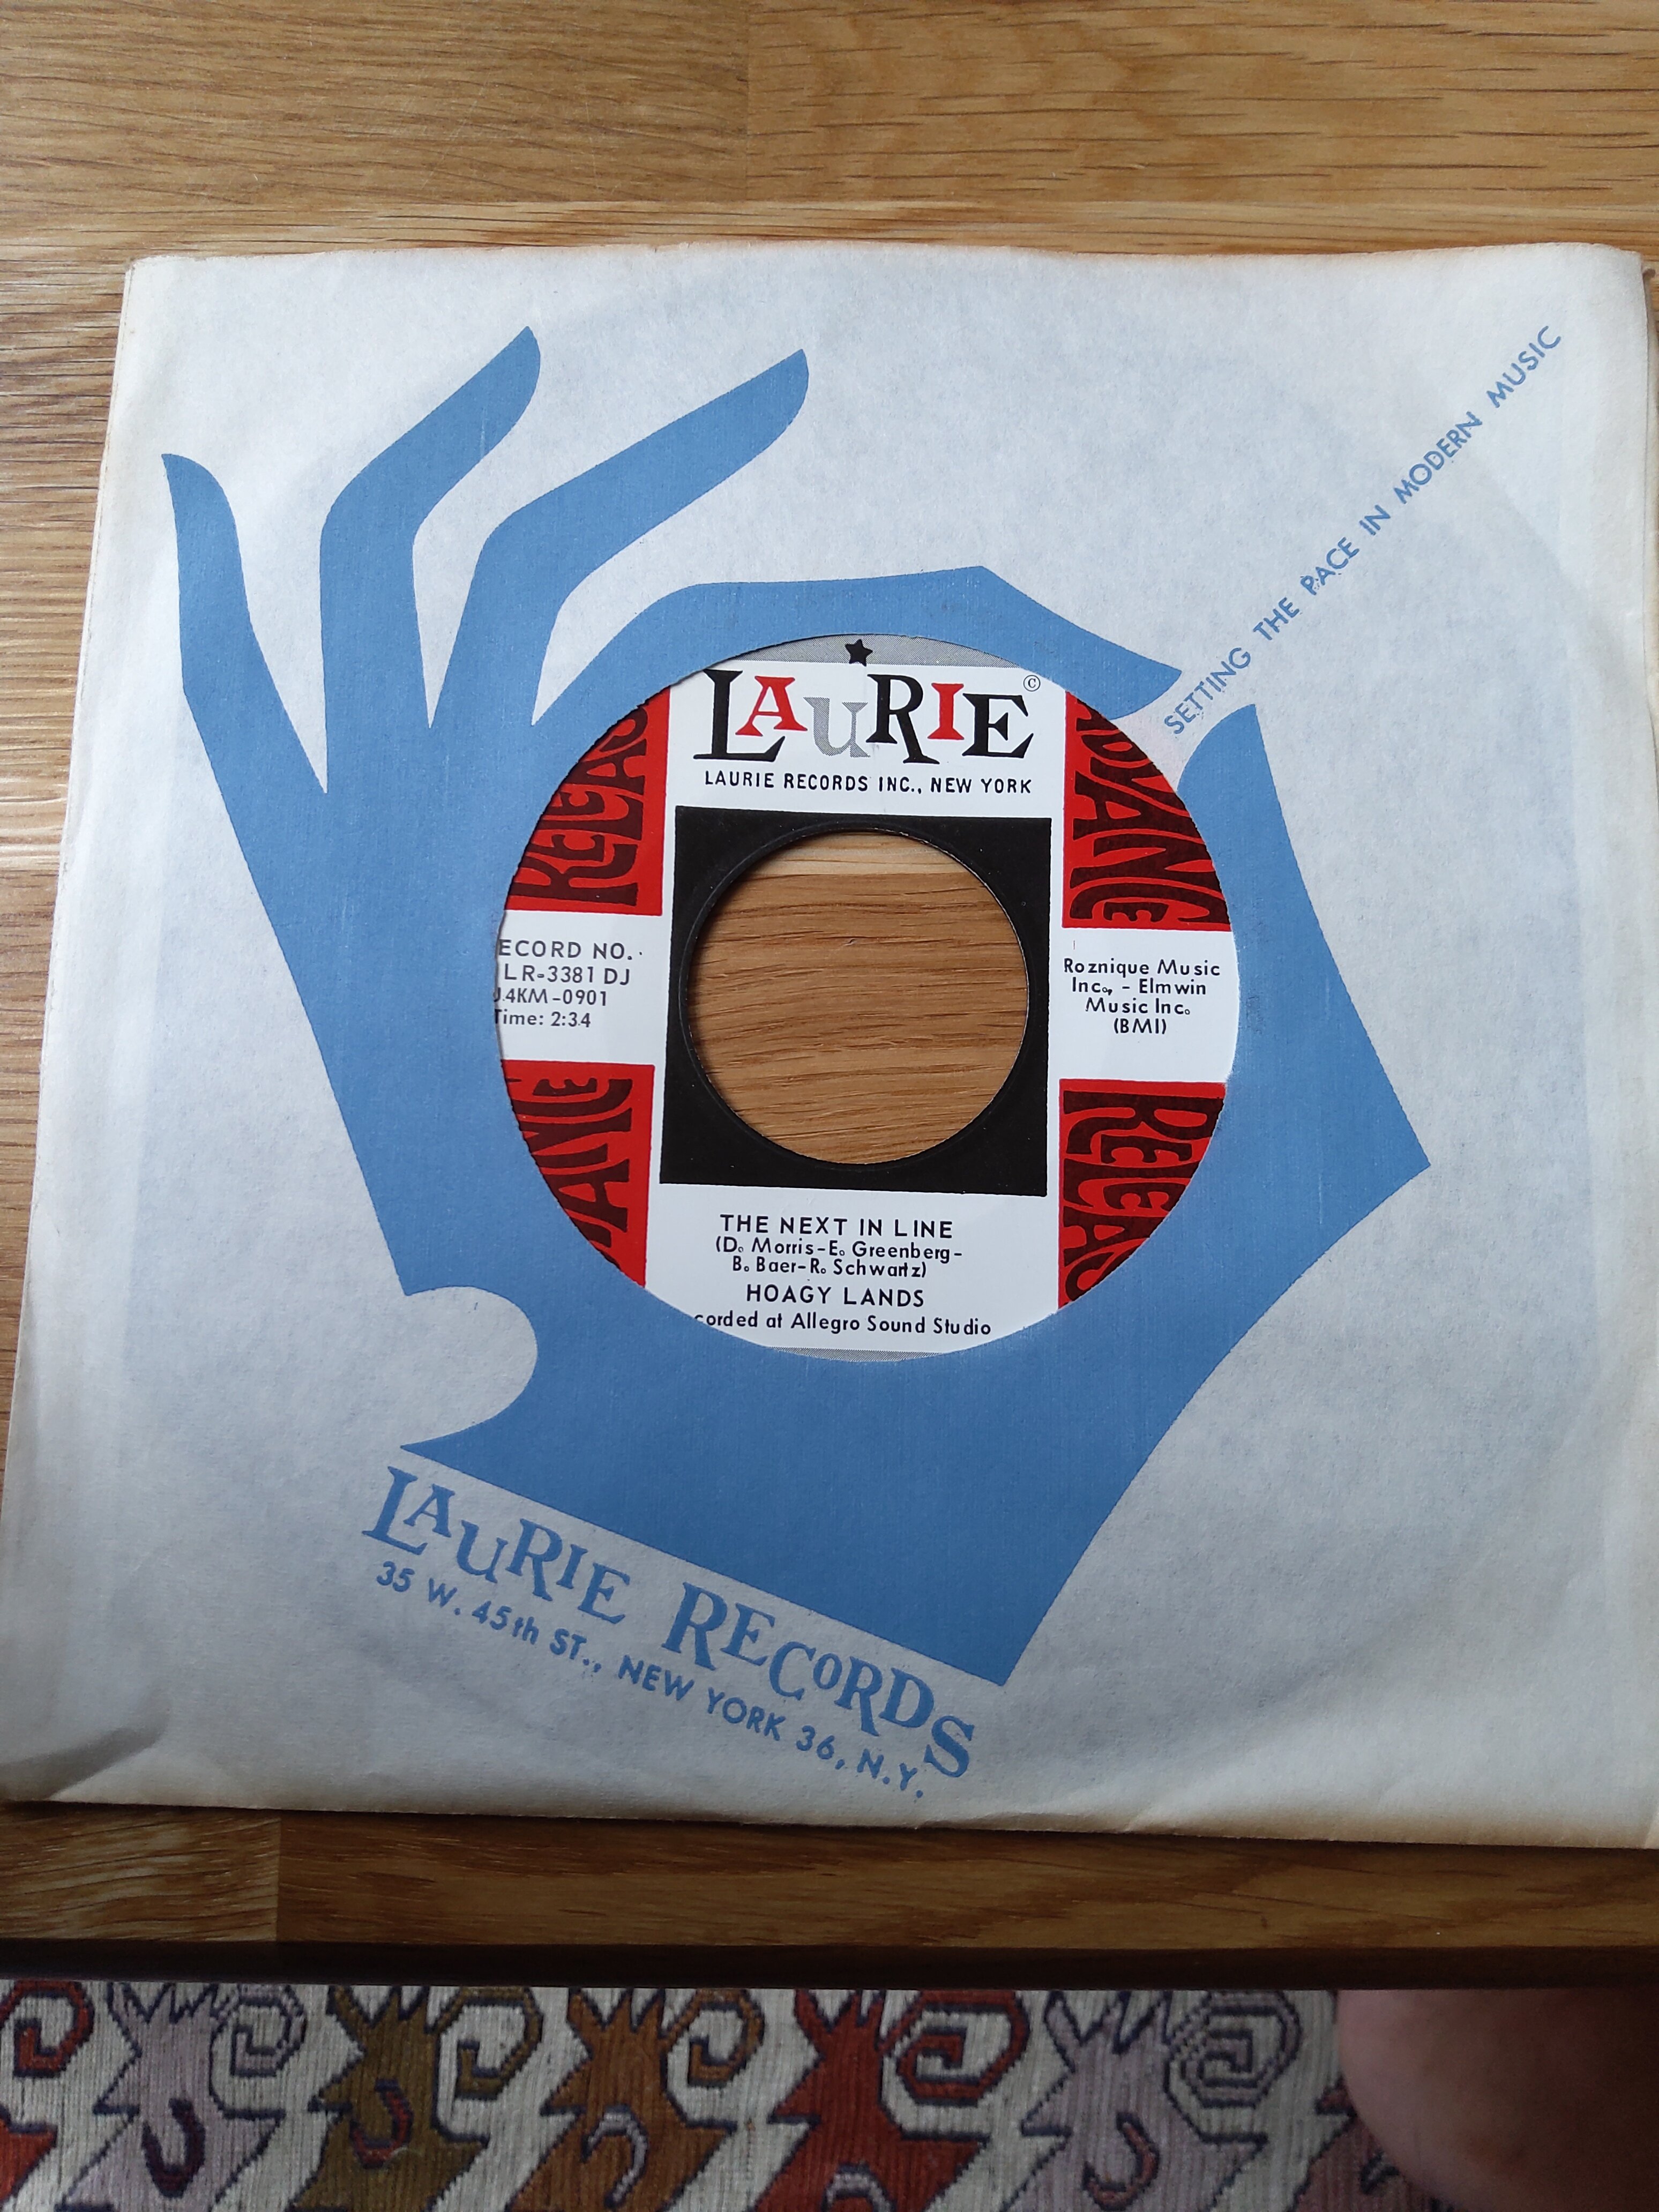 SETTING THE PACE IN MODERN MUSIC
LAURIE ©
LAURIE RECORDS INC., NEW YORK
ECORD NO.
LR-3381 DJ
4KM-0901
Time: 2:34
Roznique Music
Inc., - Elmwin
Music Inc.
(BMI)
THE NEXT IN LINE
(D. Morris-E. Greenberg-
B. Baer-R. Schwartz)
HOAGY LANDS
corded at Allegro Sound Studio
LAURIE RECORDS
35 W. 45th ST., NEW YORK 36, N.Y.